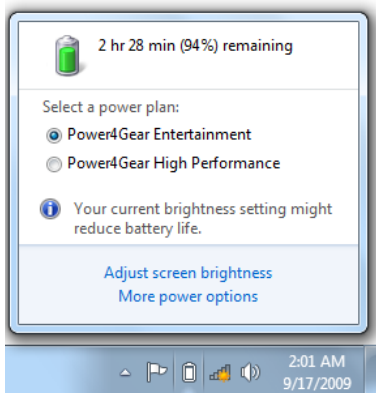 2 hr 28 min (94%) remaining
Select a power plan:
Power4Gear Entertainment
Power4Gear High Performance
Your current brightness setting might
reduce battery life.
Adjust screen brightness
More power options
2:01 AM
9/17/2009